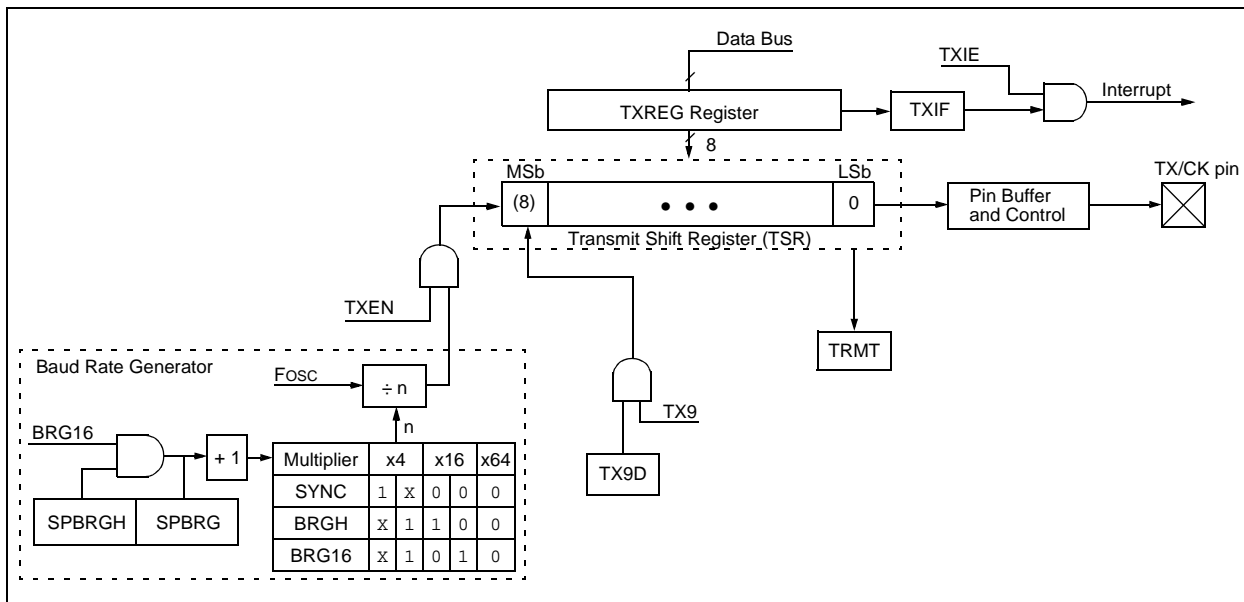 Data Bus
TXIE
Interrupt
TXREG Register
TXIF
8
MSb
LSb
TX/CK pin
(8)
• • •
0
Pin Buffer
and Control
Transmit Shift Register (TSR)
TXEN
TRMT
Baud Rate Generator
FOSC
÷ n
TX9
n
BRG16
+ 1
Multiplier x4 x16 x64
TX9D
SYNC 1 X 0 0 0
SPBRGH SPBRG
BRGH X 1 1 0 0
BRG16 X 1 0 1 0